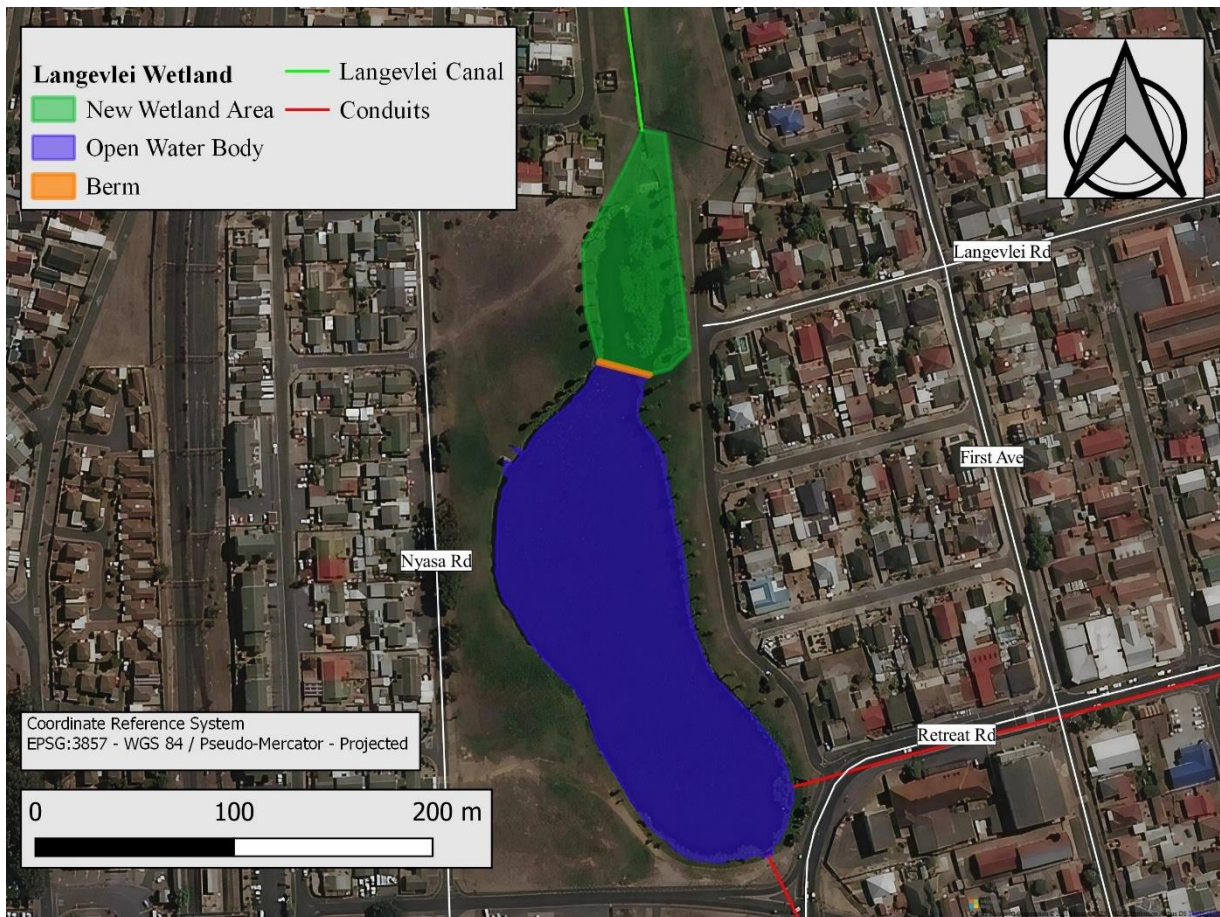 Langevlei Wetland
New Wetland Area
Open Water Body
Berm
Langevlei Canal
Conduits
Langevlei Rd
First Ave
Nyasa Rd
Retreat Rd
Coordinate Reference System
EPSG:3857 - WGS 84 / Pseudo-Mercator - Projected
0 100 200 m